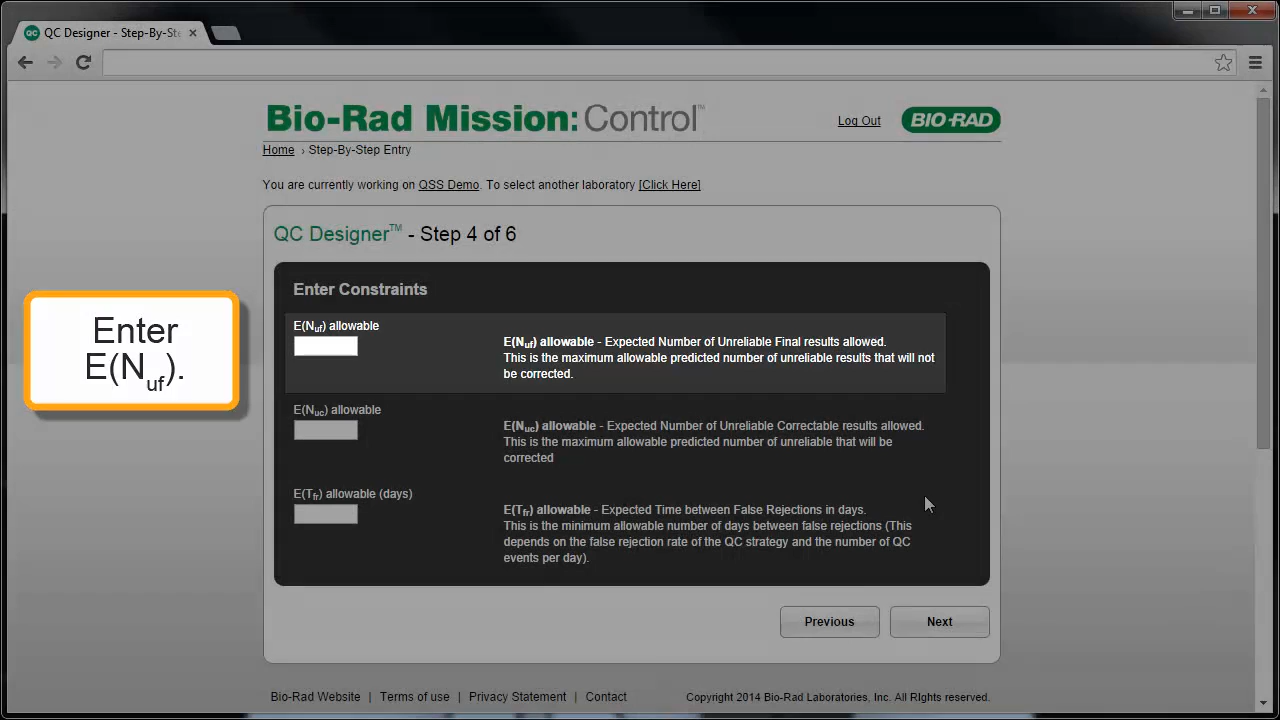 QC Designer - Step-By-Ste
Bio-Rad Mission:Control™
Log Out
BIO-RAD
Home › Step-By-Step Entry
You are currently working on QSS Demo. To select another laboratory [Click Here]
QC Designer™ - Step 4 of 6
Enter Constraints
E(Nuf) allowable
E(Nuf) allowable - Expected Number of Unreliable Final results allowed.
This is the maximum allowable predicted number of unreliable results that will not
be corrected.
Enter
E(Nuf).
E(Nuc) allowable
E(Nuc) allowable - Expected Number of Unreliable Correctable results allowed.
This is the maximum allowable predicted number of unreliable that will be
corrected
E(Tfr) allowable (days)
E(Tfr) allowable - Expected Time between False Rejections in days.
This is the minimum allowable number of days between false rejections (This
depends on the false rejection rate of the QC strategy and the number of QC
events per day).
Previous
Next
Bio-Rad Website | Terms of use | Privacy Statement | Contact
Copyright 2014 Bio-Rad Laboratories, Inc. All RIghts reserved.